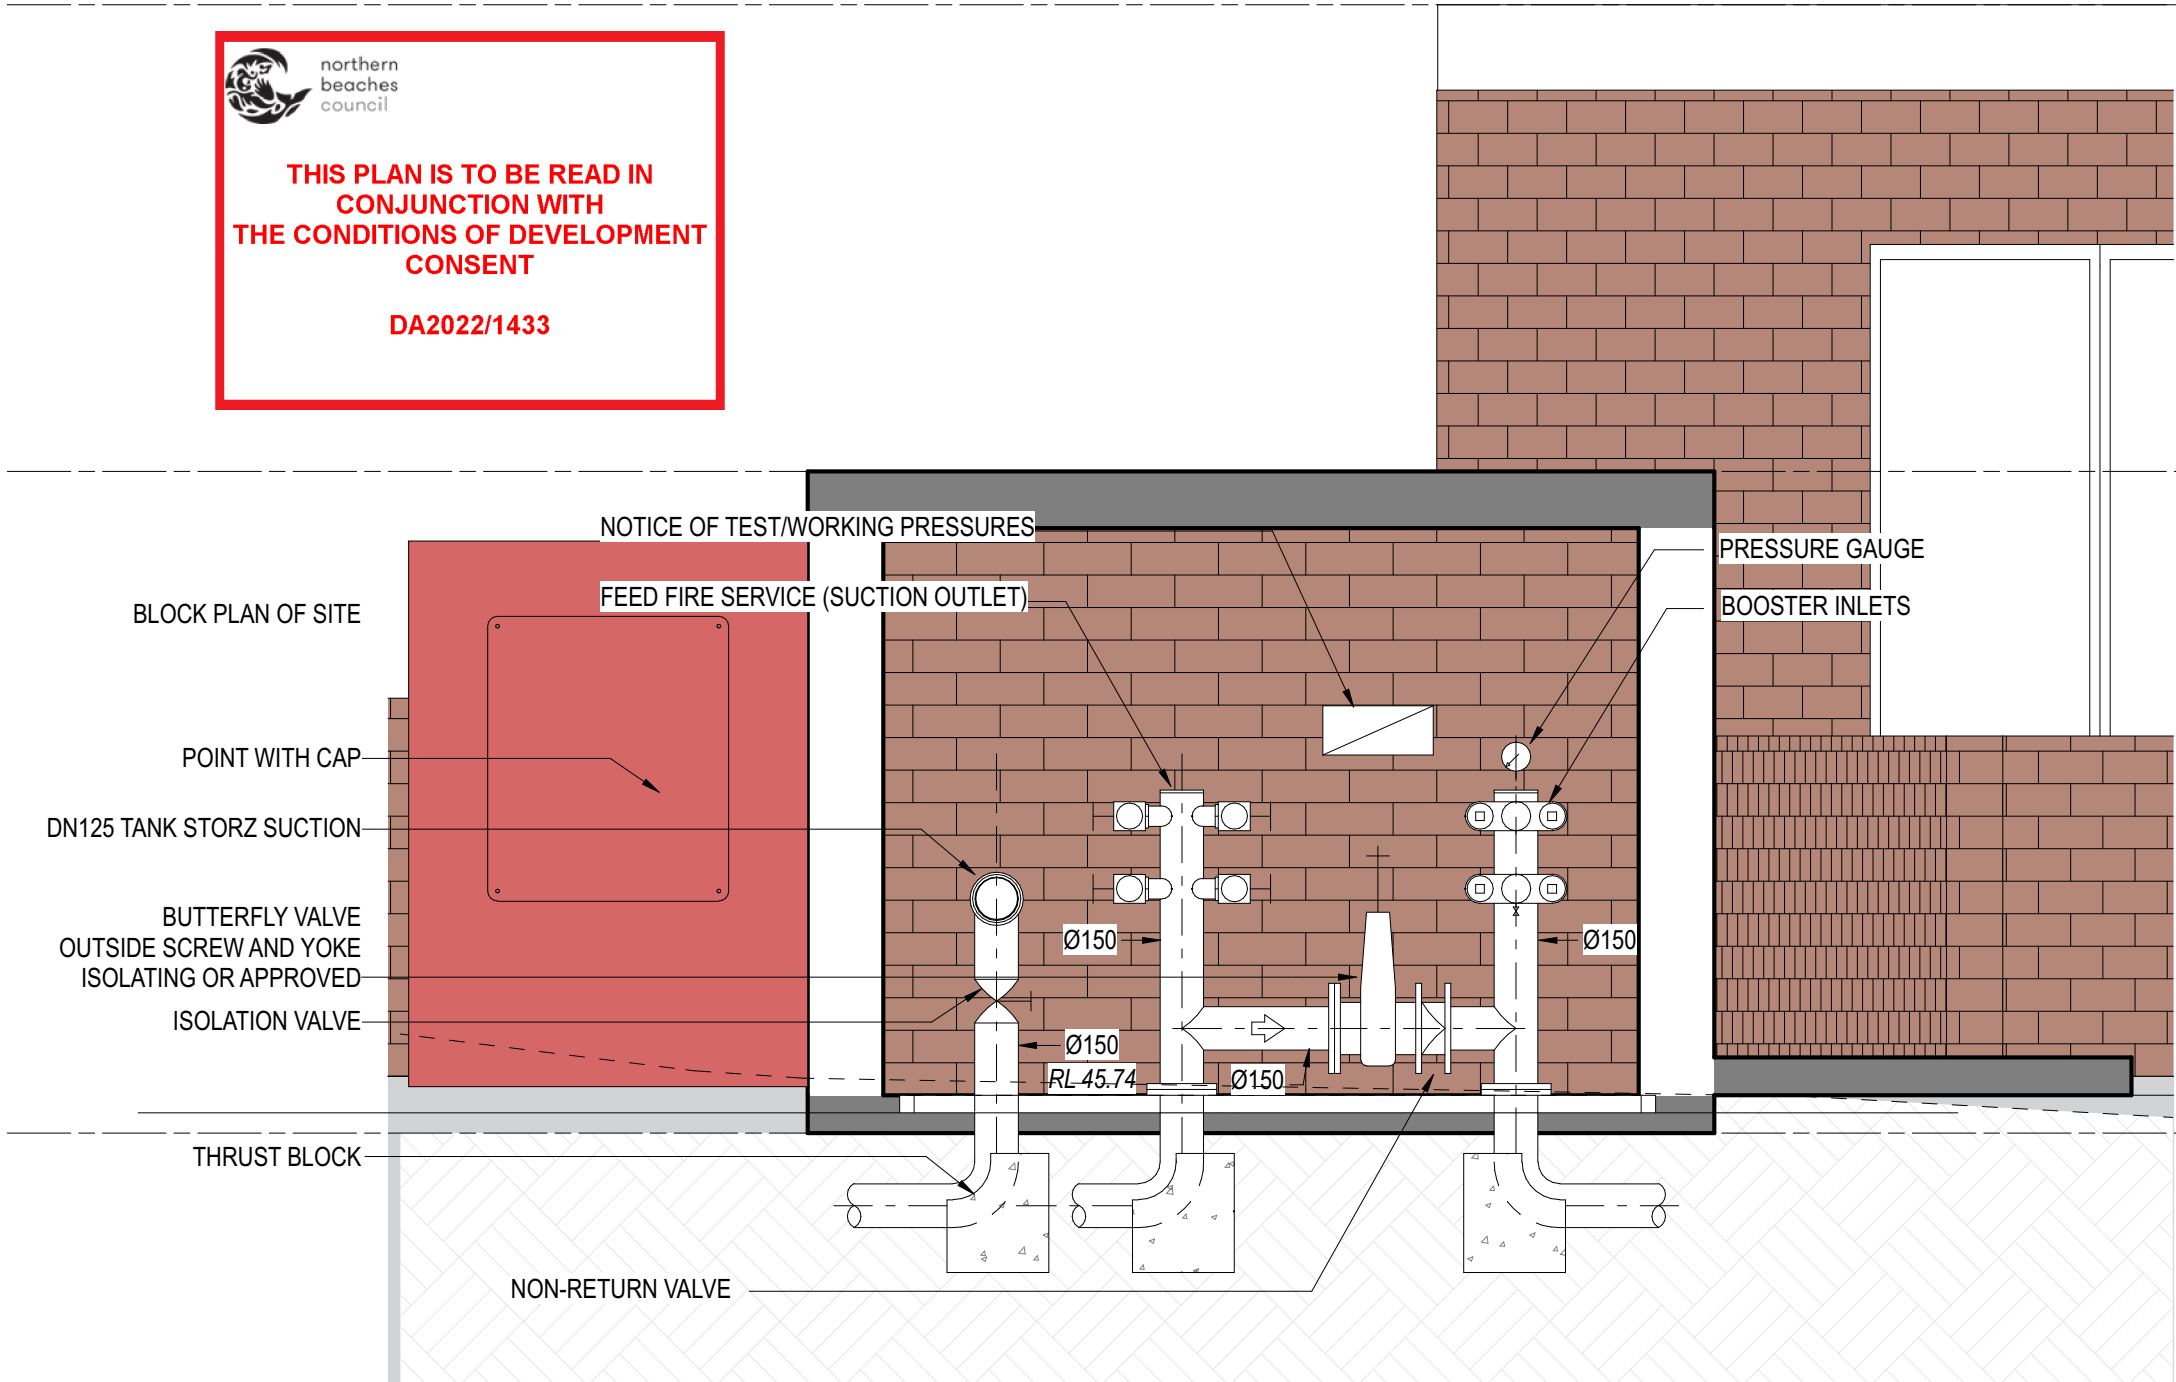 northern
beaches
council
THIS PLAN IS TO BE READ IN
CONJUNCTION WITH
THE CONDITIONS OF DEVELOPMENT
CONSENT
DA2022/1433
NOTICE OF TEST/WORKING PRESSURES
PRESSURE GAUGE
FEED FIRE SERVICE (SUCTION OUTLET)
BOOSTER INLETS
BLOCK PLAN OF SITE
POINT WITH CAP
DN125 TANK STORZ SUCTION
BUTTERFLY VALVE
OUTSIDE SCREW AND YOKE
ISOLATING OR APPROVED
ISOLATION VALVE
Ø150
Ø150
Ø150
RL 45.74
Ø150
THRUST BLOCK
NON-RETURN VALVE